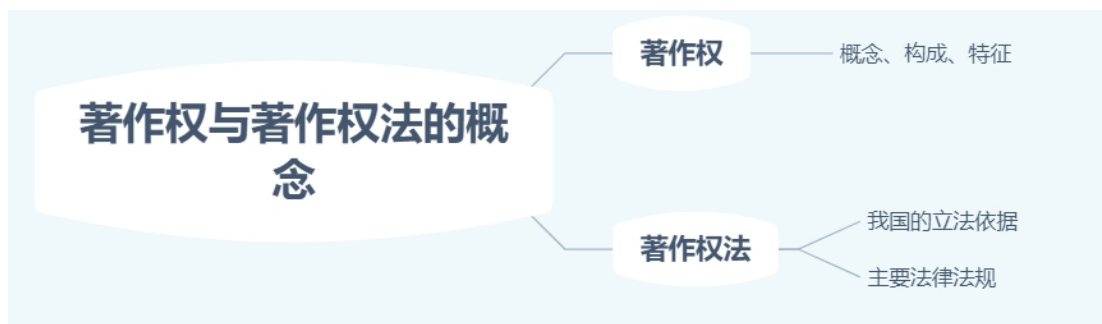 著作权与著作权法的概
念
著作权
概念、构成、特征
著作权法
我国的立法依据
主要法律法规